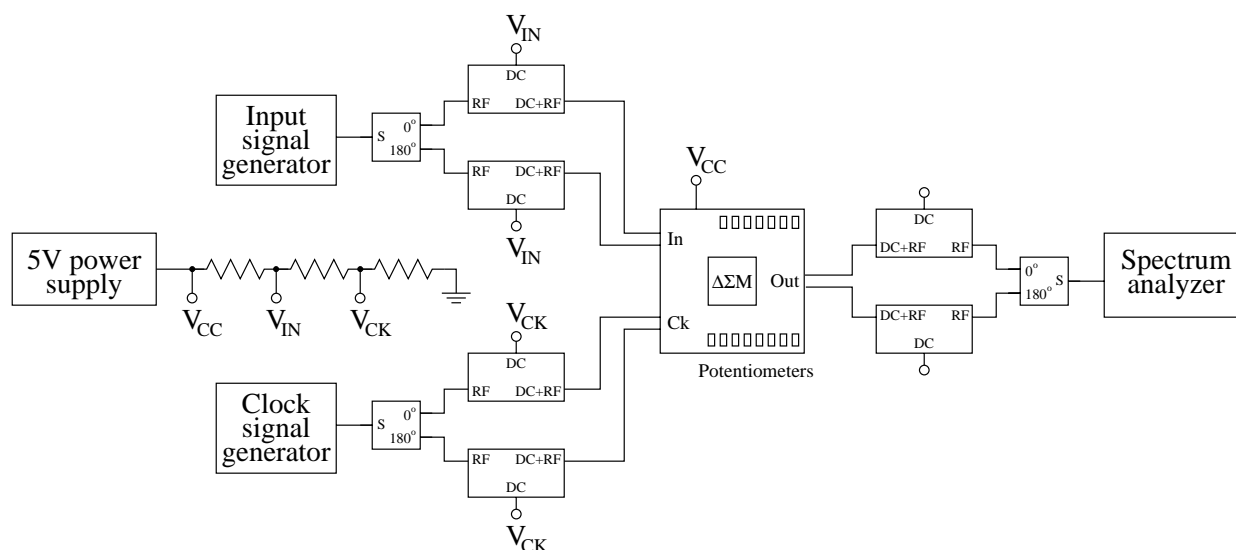 V_IN
DC
RF DC+RF
Input
signal
generator
S 0° 180°
RF DC+RF
DC
V_IN
5V power
supply
V_CC V_IN V_CK
V_CC
In
ΔΣM
Out
Ck
Potentiometers
DC
DC+RF RF
DC+RF RF
DC
0° 180° S
Spectrum
analyzer
V_CK
DC
RF DC+RF
Clock
signal
generator
S 0° 180°
RF DC+RF
DC
V_CK